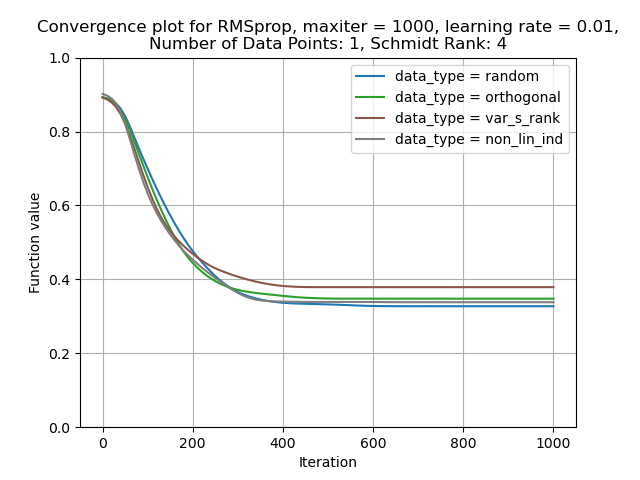 Convergence plot for RMSprop, maxiter = 1000, learning rate = 0.01,
Number of Data Points: 1, Schmidt Rank: 4
data_type = random
data_type = orthogonal
data_type = var_s_rank
data_type = non_lin_ind
1.0
0.8
0.6
0.4
0.2
0.0
Function value
0 200 400 600 800 1000
Iteration